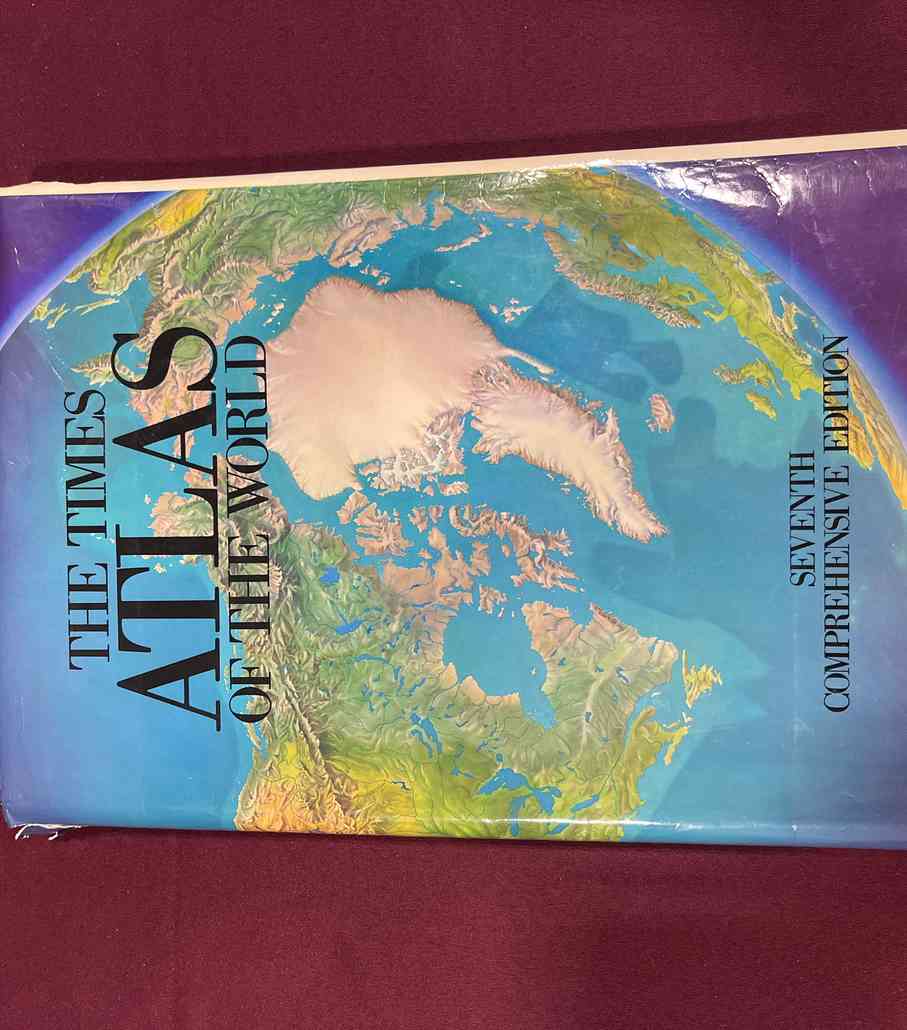 THE TIMES
ATLAS
OF THE WORLD
SEVENTH
COMPREHENSIVE EDITION